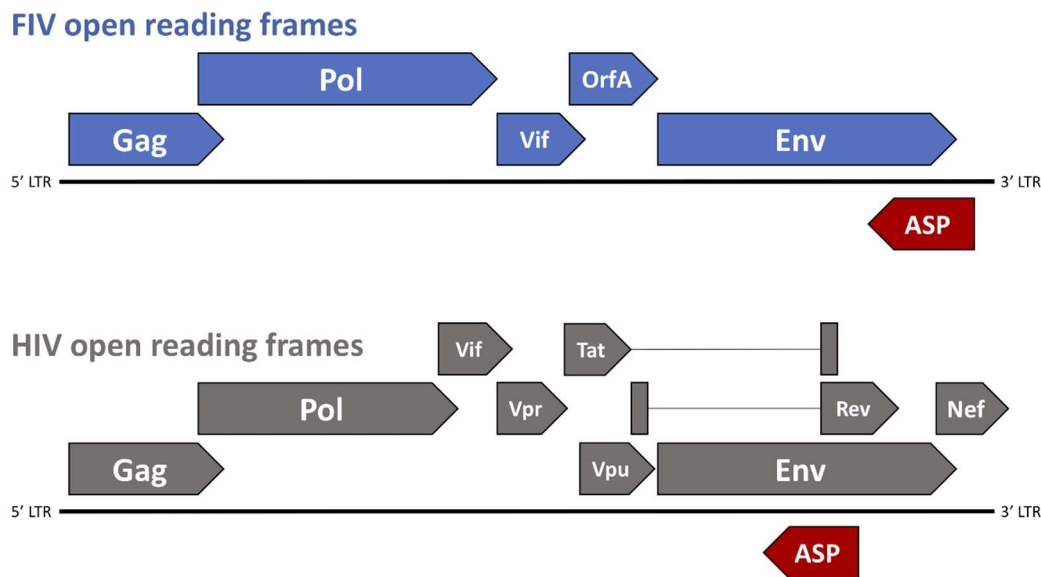 FIV open reading frames
Pol
OrfA
Gag
Vif
Env
5′ LTR
3′ LTR
ASP
HIV open reading frames
Vif
Tat
Pol
Vpr
Rev
Nef
Gag
Vpu
Env
5′ LTR
3′ LTR
ASP